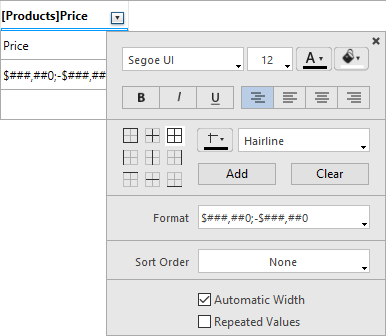 [Products]Price
Price
$###,##0;-$###,##
Segoe UI
12
A
B I U
Hairline
Add Clear
Format $###,##0;-$###,##0
Sort Order None
Automatic Width
Repeated Values